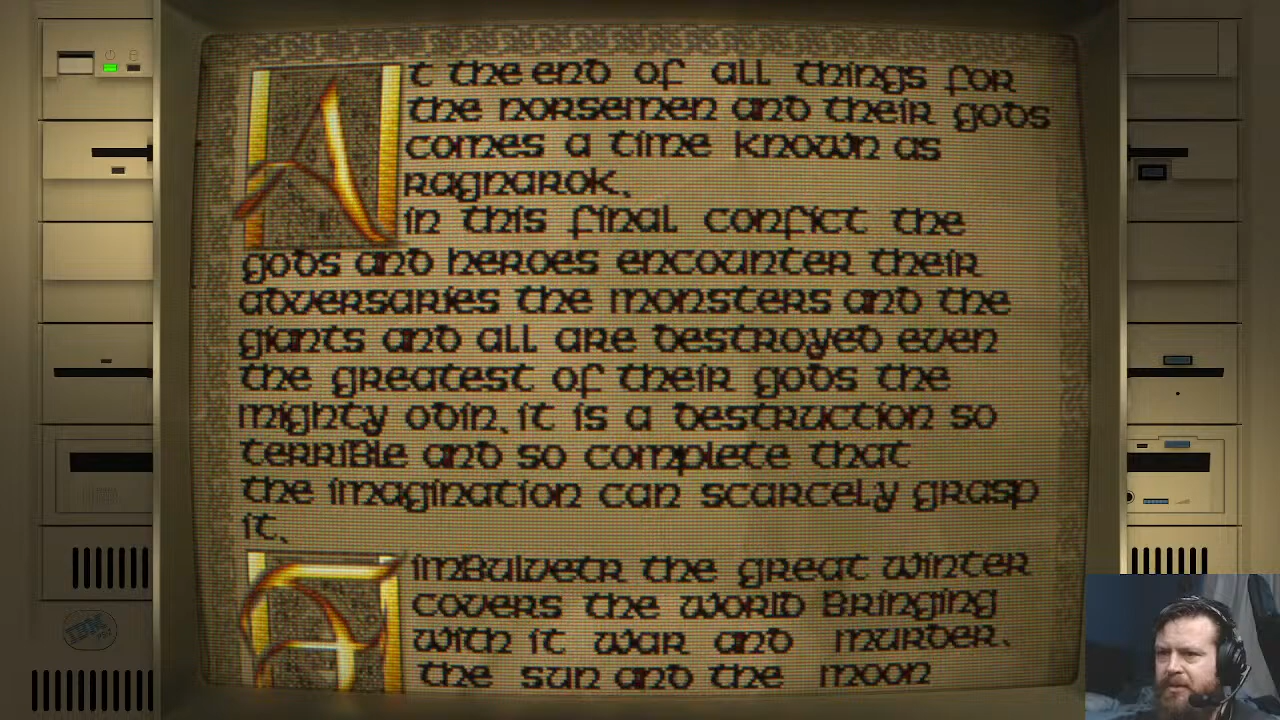 At the end of all things for
the norsemen and their gods
comes a time known as
ragnarok.
in this final confict the
gods and heroes encounter their
adversaries the monsters and the
giants and all are destroyed even
the greatest of their gods the
mighty odin. it is a destruction so
terrible and so complete that
the imagination can scarcely grasp
it.
fimbulvetr the great winter
covers the world bringing
with it war and murder.
the sun and the moon
IBM